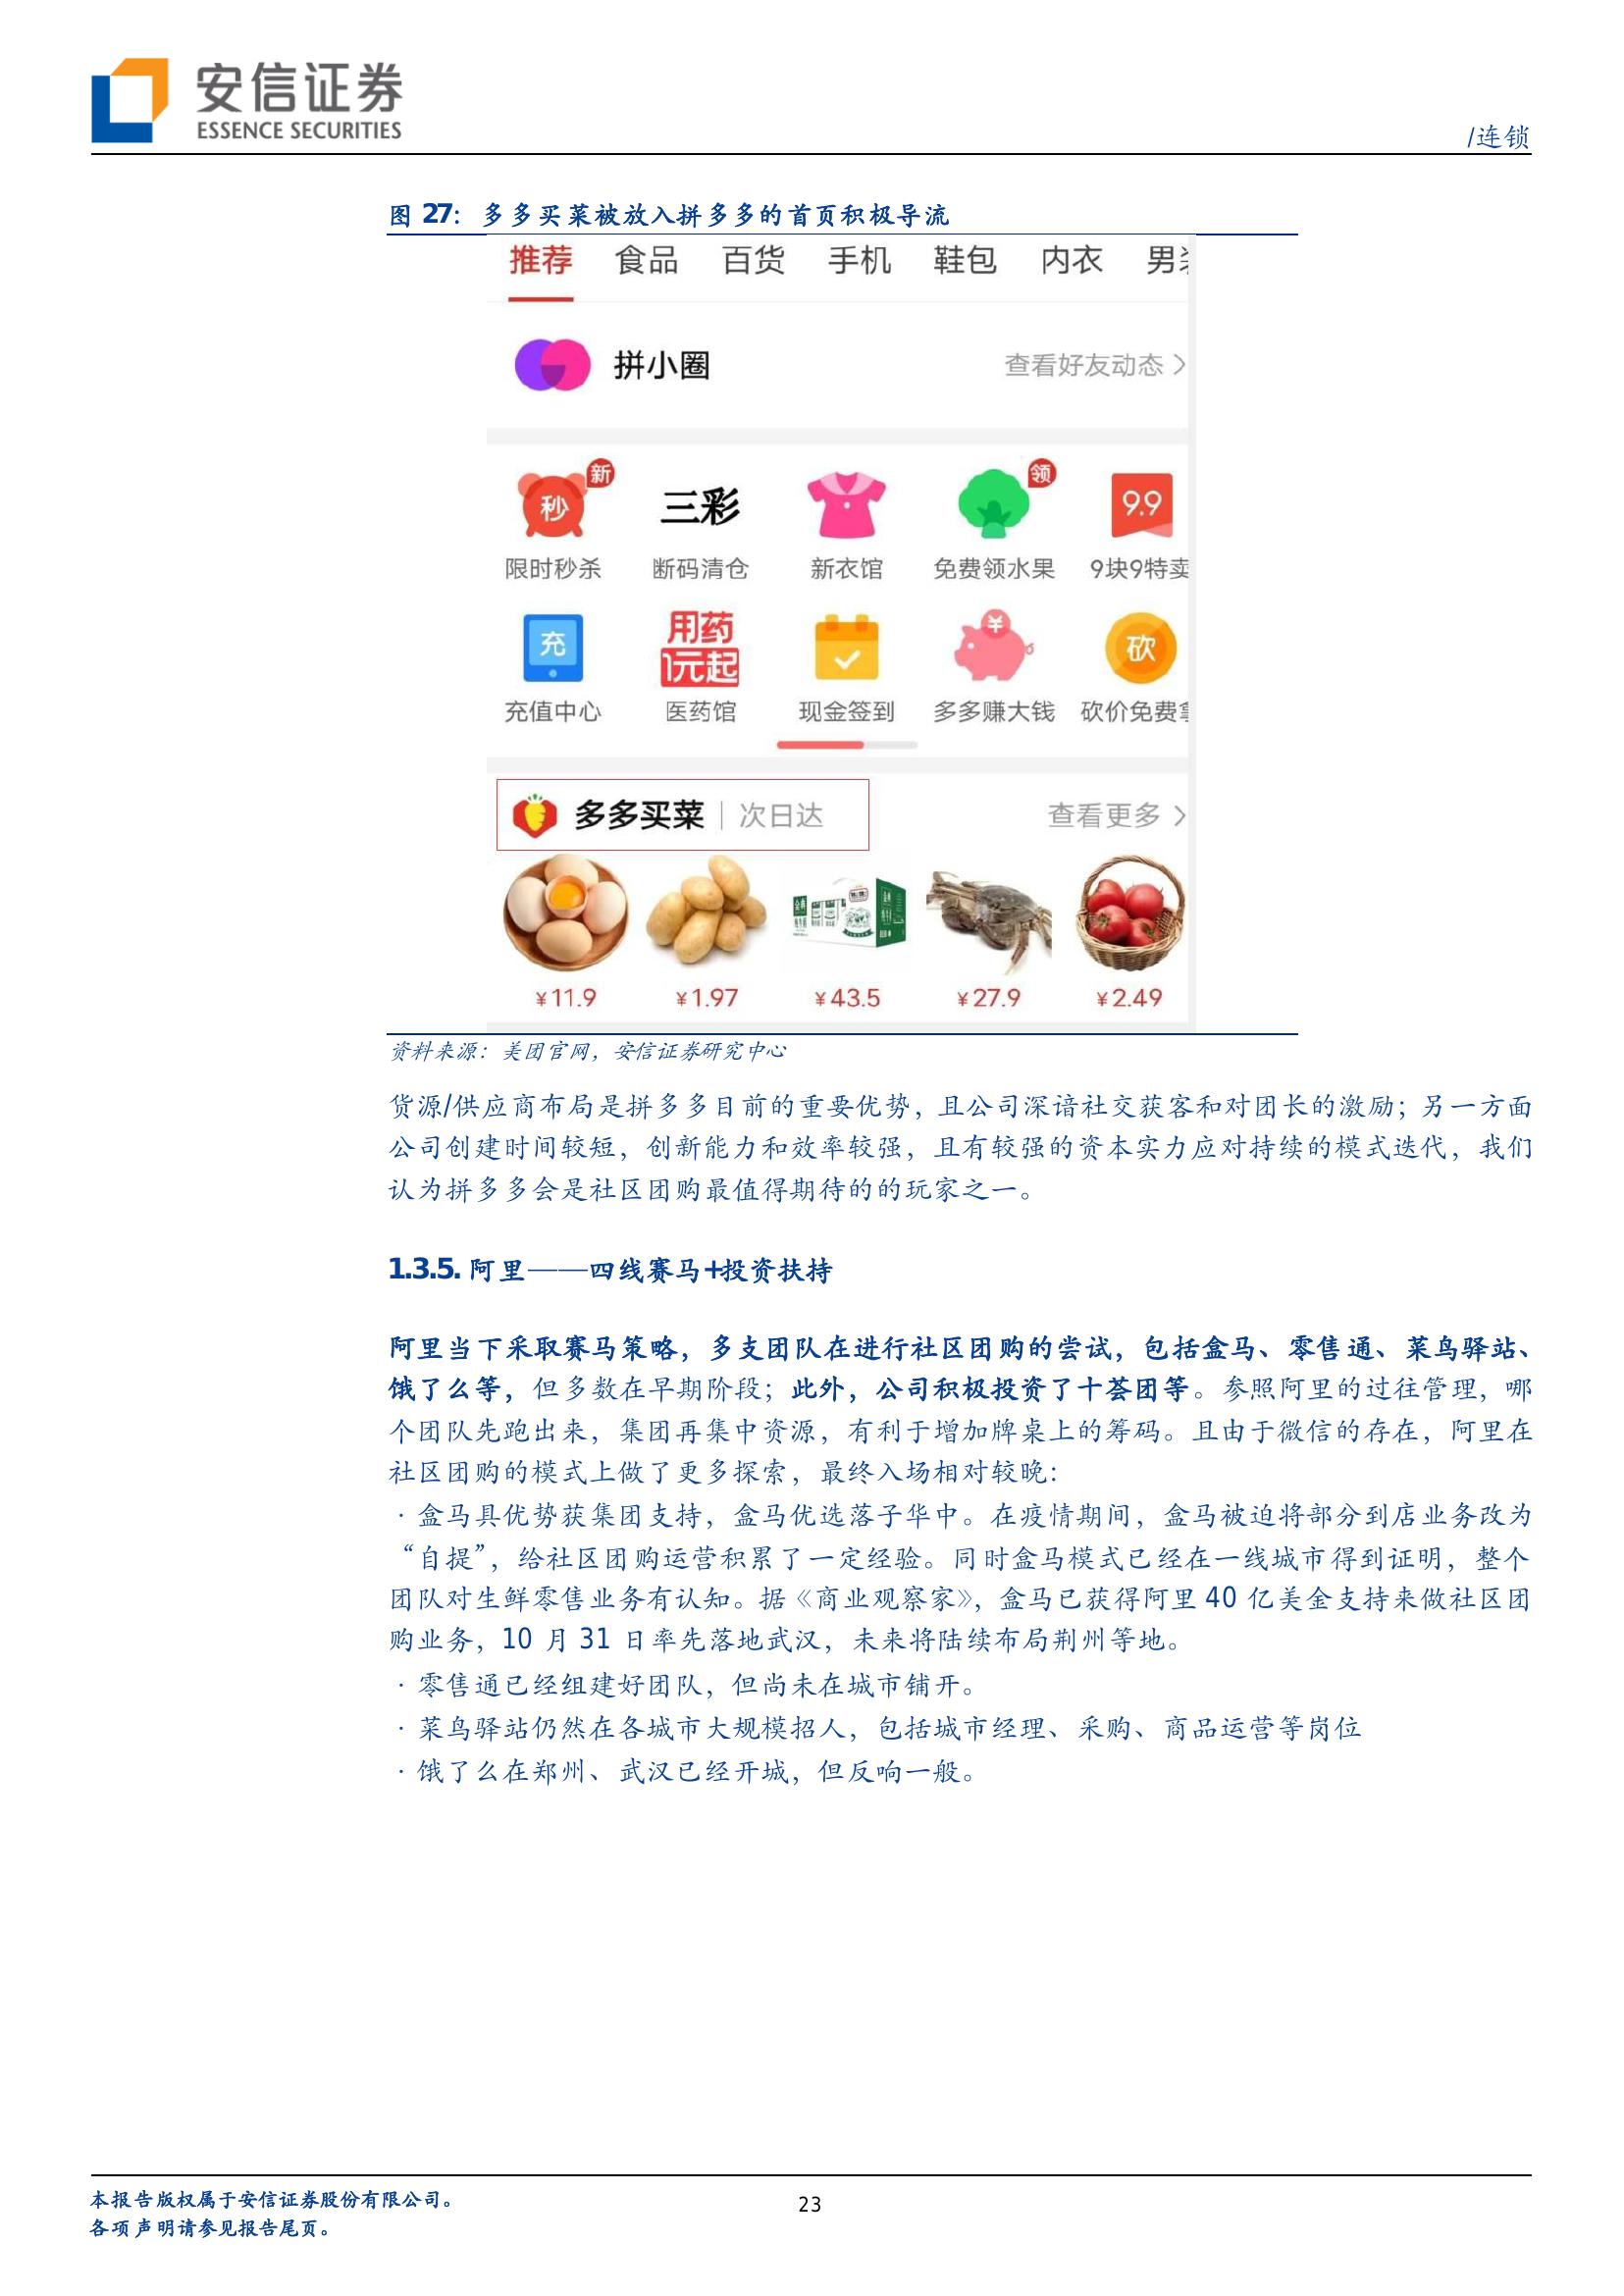 安信证券
ESSENCE SECURITIES
/连锁
图 27：多多买菜被放入拼多多的首页积极导流
推荐 食品 百货 手机 鞋包 内衣 男
拼小圈 查看好友动态 >
新 领
秒 三彩 9.9
限时秒杀 断码清仓 新衣馆 免费领水果 9块9特卖
充 用药 ¥ 砍
1元起
充值中心 医药馆 现金签到 多多赚大钱 砍价免费
多多买菜 | 次日达 查看更多 >
¥11.9 ¥1.97 ¥43.5 ¥27.9 ¥2.49
资料来源：美团官网，安信证券研究中心
货源/供应商布局是拼多多目前的重要优势，且公司深谙社交获客和对团长的激励；另一方面
公司创建时间较短，创新能力和效率较强，且有较强的资本实力应对持续的模式迭代，我们
认为拼多多会是社区团购最值得期待的的玩家之一。
1.3.5. 阿里——四线赛马+投资扶持
阿里当下采取赛马策略，多支团队在进行社区团购的尝试，包括盒马、零售通、菜鸟驿站、
饿了么等，但多数在早期阶段；此外，公司积极投资了十荟团等。参照阿里的过往管理，哪
个团队先跑出来，集团再集中资源，有利于增加牌桌上的筹码。且由于微信的存在，阿里在
社区团购的模式上做了更多探索，最终入场相对较晚：
· 盒马具优势获集团支持，盒马优选落子华中。在疫情期间，盒马被迫将部分到店业务改为
“自提”，给社区团购运营积累了一定经验。同时盒马模式已经在一线城市得到证明，整个
团队对生鲜零售业务有认知。据《商业观察家》，盒马已获得阿里 40 亿美金支持来做社区团
购业务，10 月 31 日率先落地武汉，未来将陆续布局荆州等地。
· 零售通已经组建好团队，但尚未在城市铺开。
· 菜鸟驿站仍然在各城市大规模招人，包括城市经理、采购、商品运营等岗位
· 饿了么在郑州、武汉已经开城，但反响一般。
本报告版权属于安信证券股份有限公司。
23
各项声明请参见报告尾页。